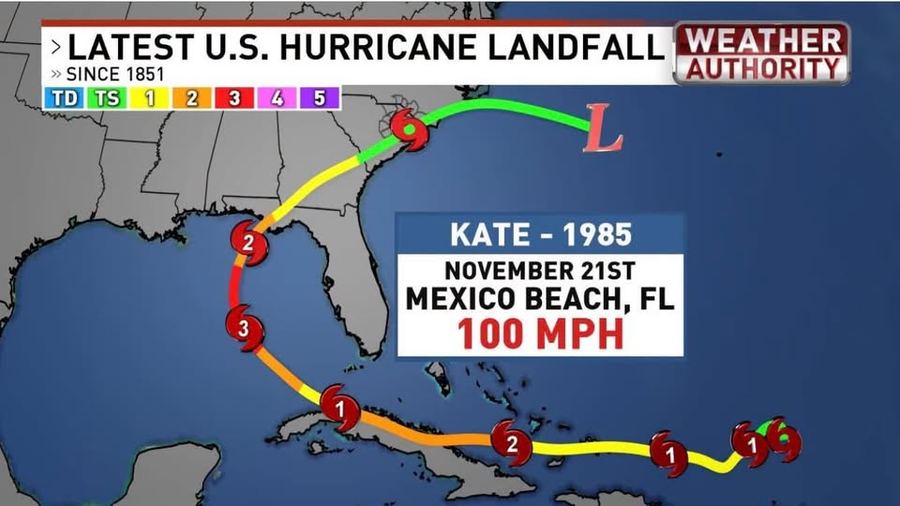 > LATEST U.S. HURRICANE LANDFALL
» SINCE 1851
TD TS 1 2 3 4 5
WEATHER
AUTHORITY
L
2
KATE - 1985
NOVEMBER 21ST
MEXICO BEACH, FL
100 MPH
3
1
2
1
1